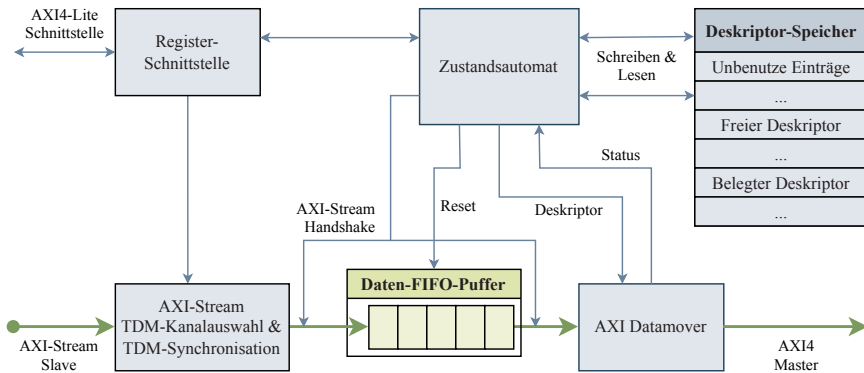 AXI4-Lite
Schnittstelle
Register-
Schnittstelle
Zustandsautomat
Schreiben &
Lesen
Deskriptor-Speicher
Unbenutze Einträge
...
Freier Deskriptor
...
Belegter Deskriptor
...
Status
AXI-Stream
Handshake
Reset
Deskriptor
Daten-FIFO-Puffer
AXI-Stream
TDM-Kanalauswahl &
TDM-Synchronisation
AXI Datamover
AXI-Stream
Slave
AXI4
Master